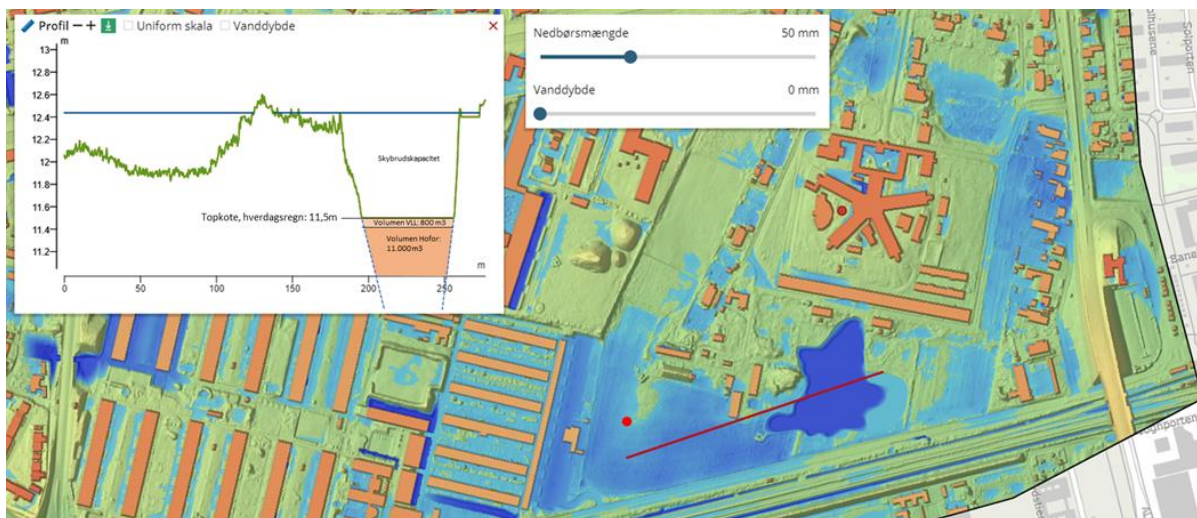 Profil
Uniform skala
Vanddybde
m
13
12.8
12.6
12.4
12.2
12
11.8
11.6
11.4
11.2
Skybrudskapacitet
Topkote, hverdagsregn: 11,5m
Volumen VLL: 800 m3
Volumen Hofor:
11.000m3
m
0
50
100
150
200
250
Nedbørsmængde
50 mm
Vanddybde
0 mm
Solporten